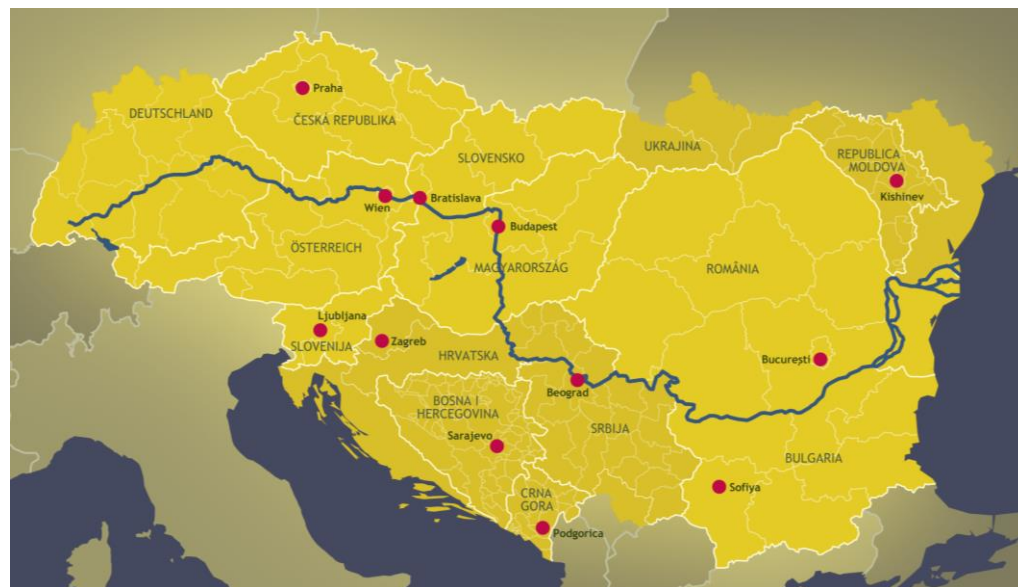 Praha
DEUTSCHLAND
ČESKÁ REPUBLIKA
UKRAJINA
SLOVENSKO
REPUBLICA
MOLDOVA
Kishinev
Wien
Bratislava
Budapest
ÖSTERREICH
MAGYARORSZÁG
ROMÂNIA
Ljubljana
SLOVENIJA
Zagreb
HRVATSKA
București
Beograd
BOSNA I
HERCEGOVINA
Sarajevo
SRBIJA
BULGARIA
Sofiya
CRNA
GORA
Podgorica